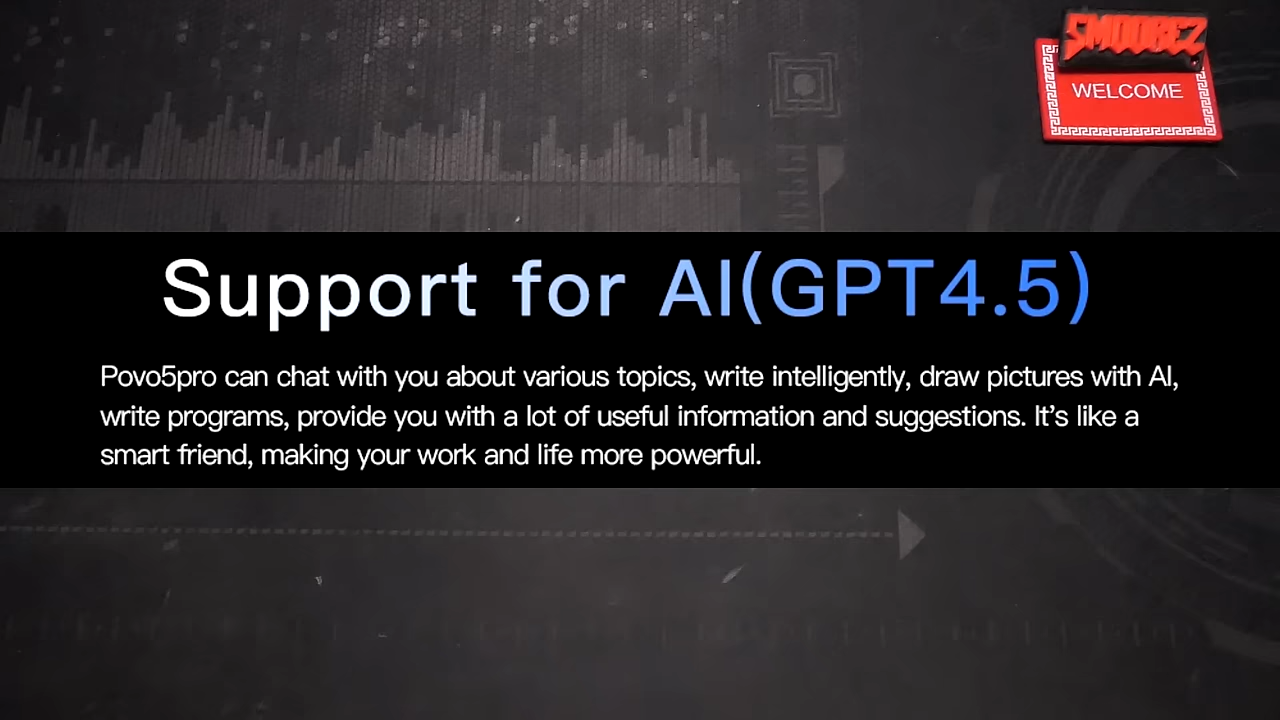 SMOOREZ
WELCOME
Support for AI(GPT4.5)
Povo5pro can chat with you about various topics, write intelligently, draw pictures with AI,
write programs, provide you with a lot of useful information and suggestions. It’s like a
smart friend, making your work and life more powerful.